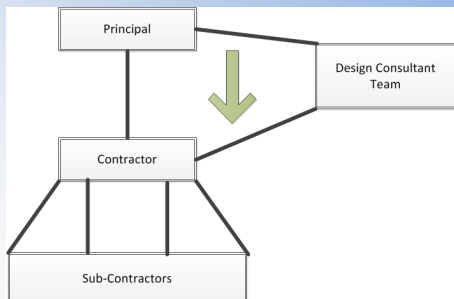 Principal
Design Consultant
Team
Contractor
Sub-Contractors